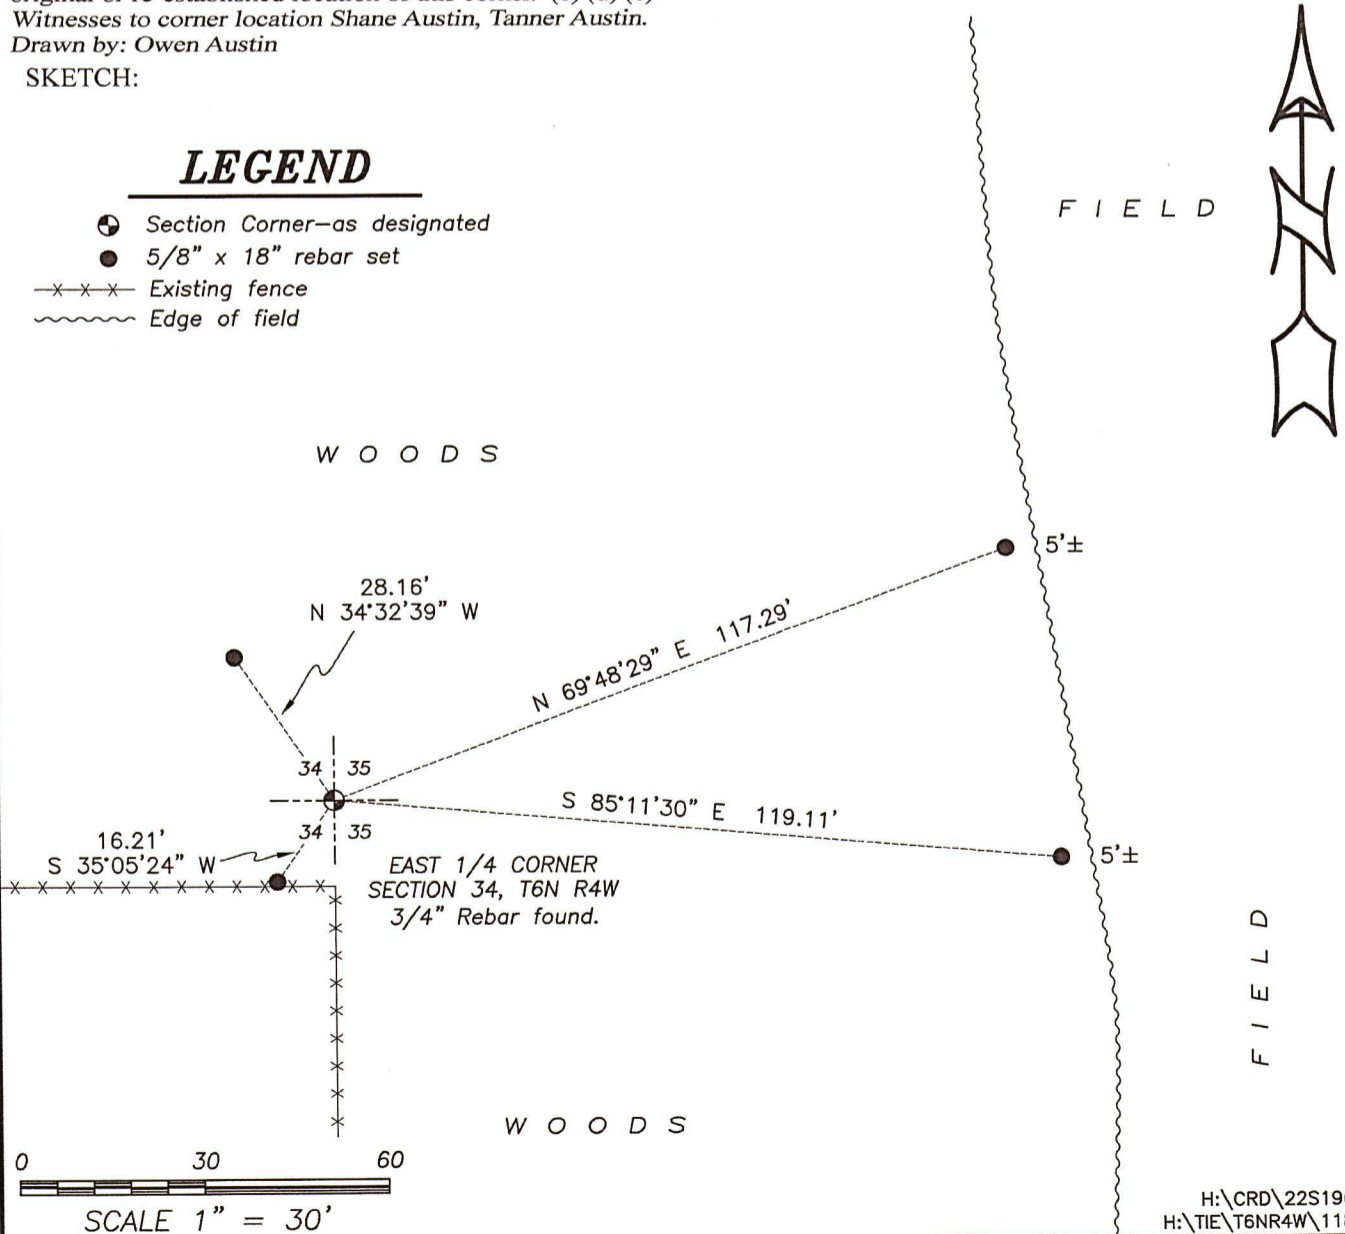 Witnesses to corner location Shane Austin, Tanner Austin.
Drawn by: Owen Austin
SKETCH:
LEGEND
Section Corner-as designated
5/8" x 18" rebar set
Existing fence
Edge of field
FIELD
N
WOODS
5'±
28.16'
N 34°32'39" W
N 69°48'29" E 117.29'
34 35
S 85°11'30" E 119.11'
34 35
16.21'
S 35°05'24" W
5'±
EAST 1/4 CORNER
SECTION 34, T6N R4W
3/4" Rebar found.
FIELD
WOODS
0 30 60
SCALE 1" = 30'
H:\CRD\22S19
H:\TIE\T6NR4W\11